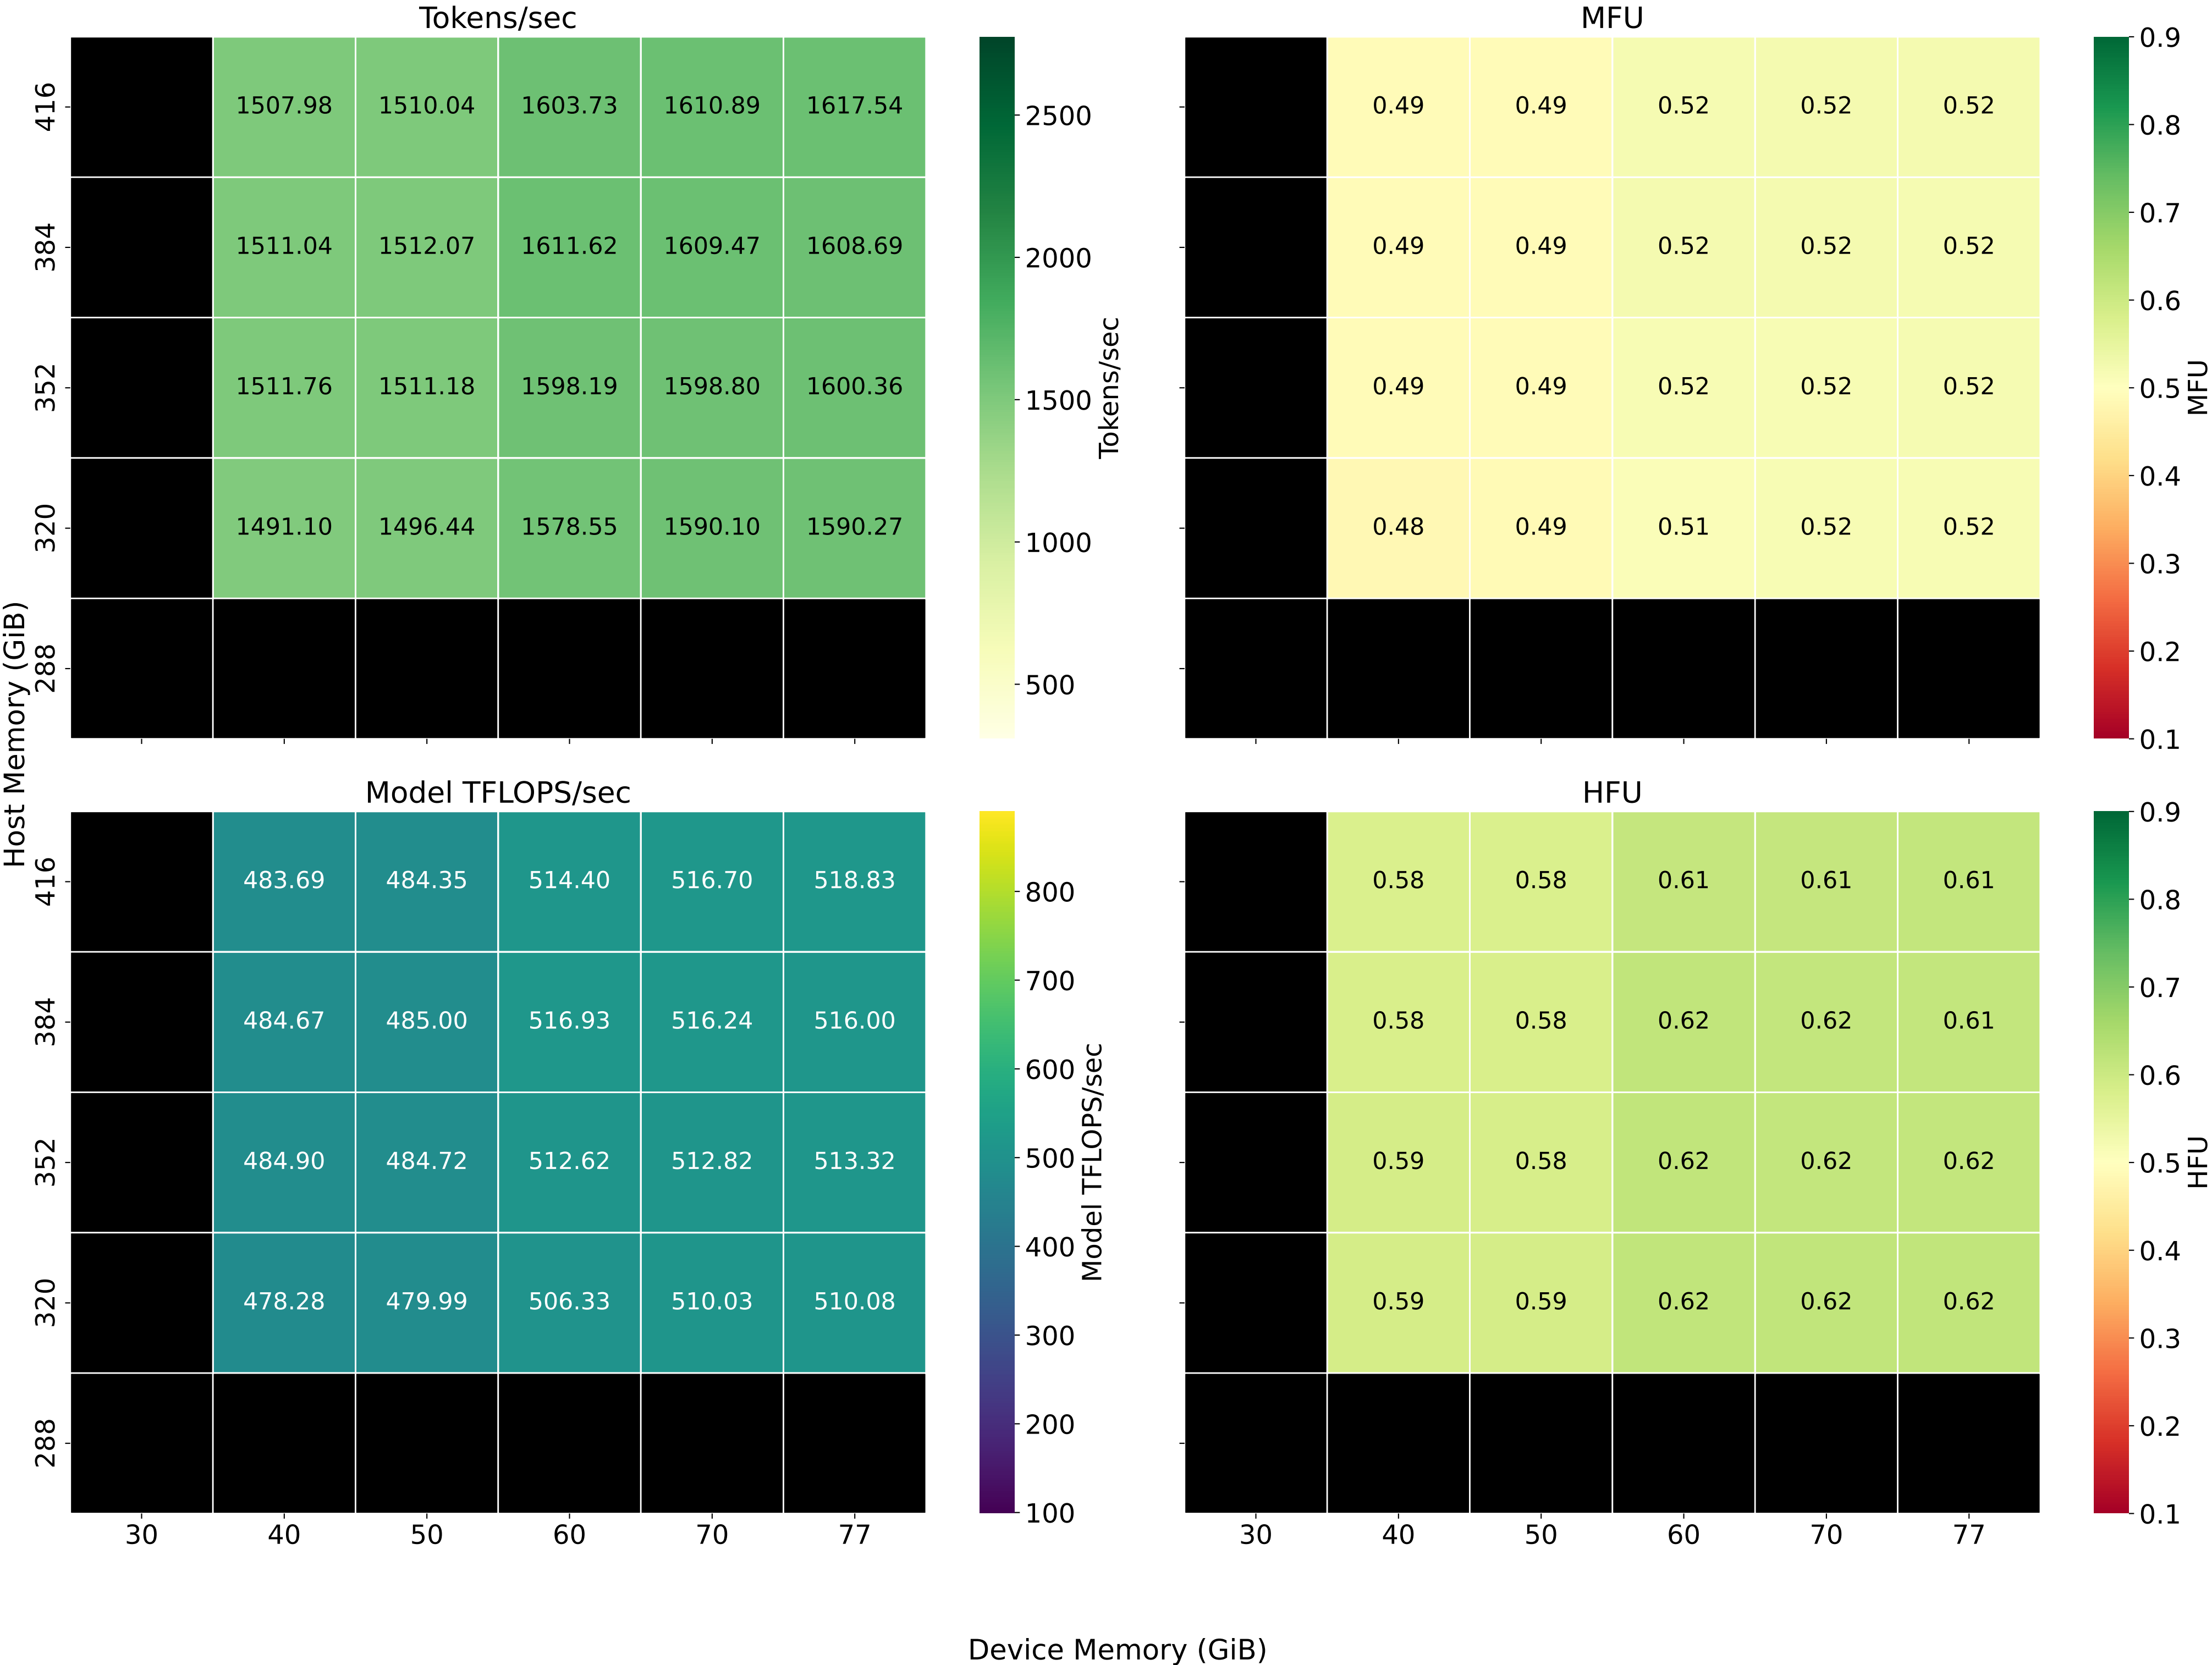 Tokens/sec
416 1507.98 1510.04 1603.73 1610.89 1617.54
384 1511.04 1512.07 1611.62 1609.47 1608.69
352 1511.76 1511.18 1598.19 1598.80 1600.36
320 1491.10 1496.44 1578.55 1590.10 1590.27
288
2500
2000
1500
1000
500
Tokens/sec
MFU
0.49 0.49 0.52 0.52 0.52
0.49 0.49 0.52 0.52 0.52
0.49 0.49 0.52 0.52 0.52
0.48 0.49 0.51 0.52 0.52
0.9
0.8
0.7
0.6
0.5
0.4
0.3
0.2
0.1
MFU
Host Memory (GiB)
Model TFLOPS/sec
416 483.69 484.35 514.40 516.70 518.83
384 484.67 485.00 516.93 516.24 516.00
352 484.90 484.72 512.62 512.82 513.32
320 478.28 479.99 506.33 510.03 510.08
288
30 40 50 60 70 77
800
700
600
500
400
300
200
100
Model TFLOPS/sec
HFU
0.58 0.58 0.61 0.61 0.61
0.58 0.58 0.62 0.62 0.61
0.59 0.58 0.62 0.62 0.62
0.59 0.59 0.62 0.62 0.62
30 40 50 60 70 77
0.9
0.8
0.7
0.6
0.5
0.4
0.3
0.2
0.1
HFU
Device Memory (GiB)